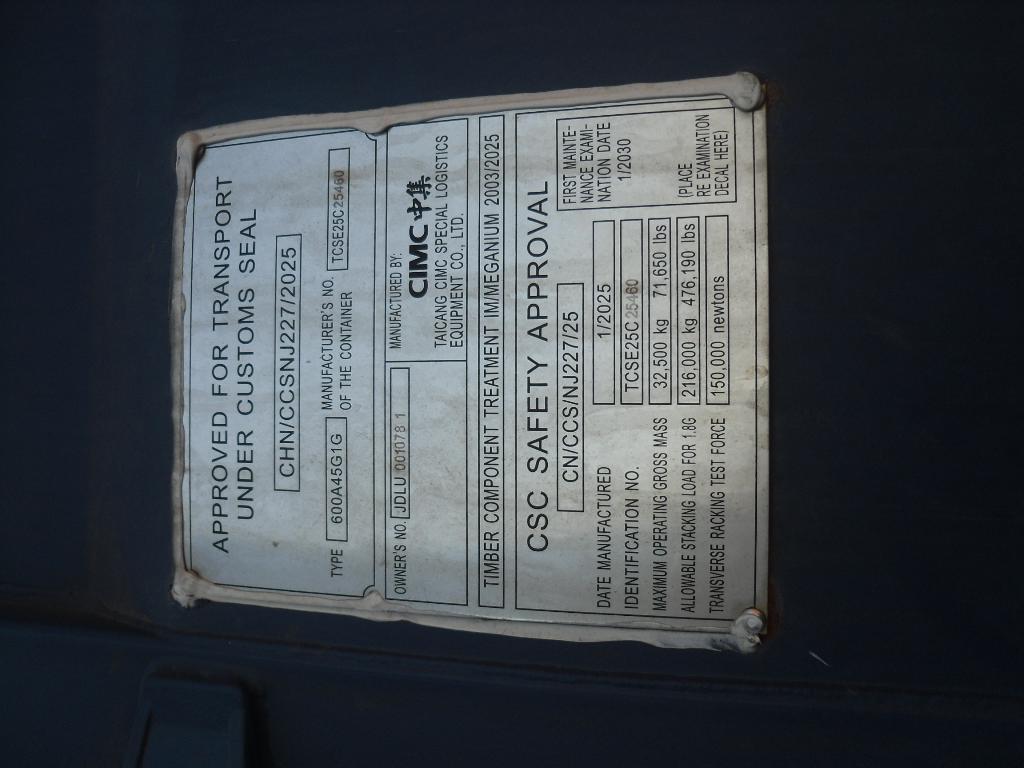 APPROVED FOR TRANSPORT
UNDER CUSTOMS SEAL
CHN/CCSNJ227/2025
TYPE 600A45G1G MANUFACTURER'S NO. OF THE CONTAINER TCSE25C25460
OWNER'S NO. JDLU 001078 1
MANUFACTURED BY:
CIMC中集
TAICANG CIMC SPECIAL LOGISTICS
EQUIPMENT CO., LTD.
TIMBER COMPONENT TREATMENT IM/MEGANIUM 2003/2025
CSC SAFETY APPROVAL
CN/CCS/NJ227/25
DATE MANUFACTURED 1/2025
IDENTIFICATION NO. TCSE25C25460
MAXIMUM OPERATING GROSS MASS 32,500 kg 71,650 lbs
ALLOWABLE STACKING LOAD FOR 1.8G 216,000 kg 476,190 lbs
TRANSVERSE RACKING TEST FORCE 150,000 newtons
FIRST MAINTE-
NANCE EXAMI-
NATION DATE
1/2030
(PLACE
RE EXAMINATION
DECAL HERE)